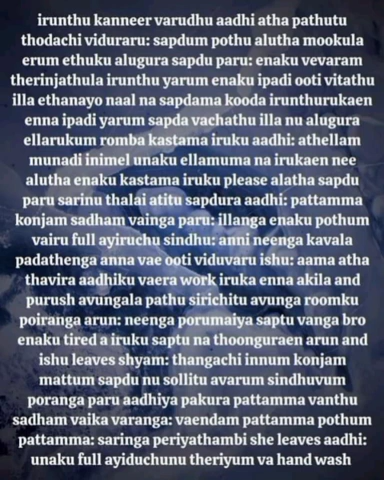 irunthu kanneer varudhu aadhi atha pathutu
thodachi viduraru: sapdum pothu alutha mookula
erum ethuku alugura sapdu paru: enaku vevaram
therinjathula irunthu yarum enaku ipadi ooti vitathu
illa ethanayo naal na sapdama kooda irunthurukaen
enna ipadi yarum sapda vachathu illa nu alugura
ellarukum romba kastama iruku aadhi: athellam
munadi inimel unaku ellamuma na irukaen nee
alutha enaku kastama iruku please alatha sapdu
paru sarinu thalai atitu sapdura aadhi: pattamma
konjam sadham vainga paru: illanga enaku pothum
vairu full ayiruchu sindhu: anni neenga kavala
padathenga anna vae ooti viduvaru ishu: aama atha
thavira aadhiku vaera work iruka enna akila and
purush avungala pathu sirichitu avunga roomku
poiranga arun: neenga porumaiya saptu vanga bro
enaku tired a iruku saptu na thoonguraen arun and
ishu leaves shyam: thangachi innum konjam
mattum sapdu nu sollitu avarum sindhuvum
poranga paru aadhiya pakura pattamma vanthu
sadham vaika varanga: vaendam pattamma pothum
pattamma: saringa periyathambi she leaves aadhi:
unaku full ayiduchunu theriyum va hand wash